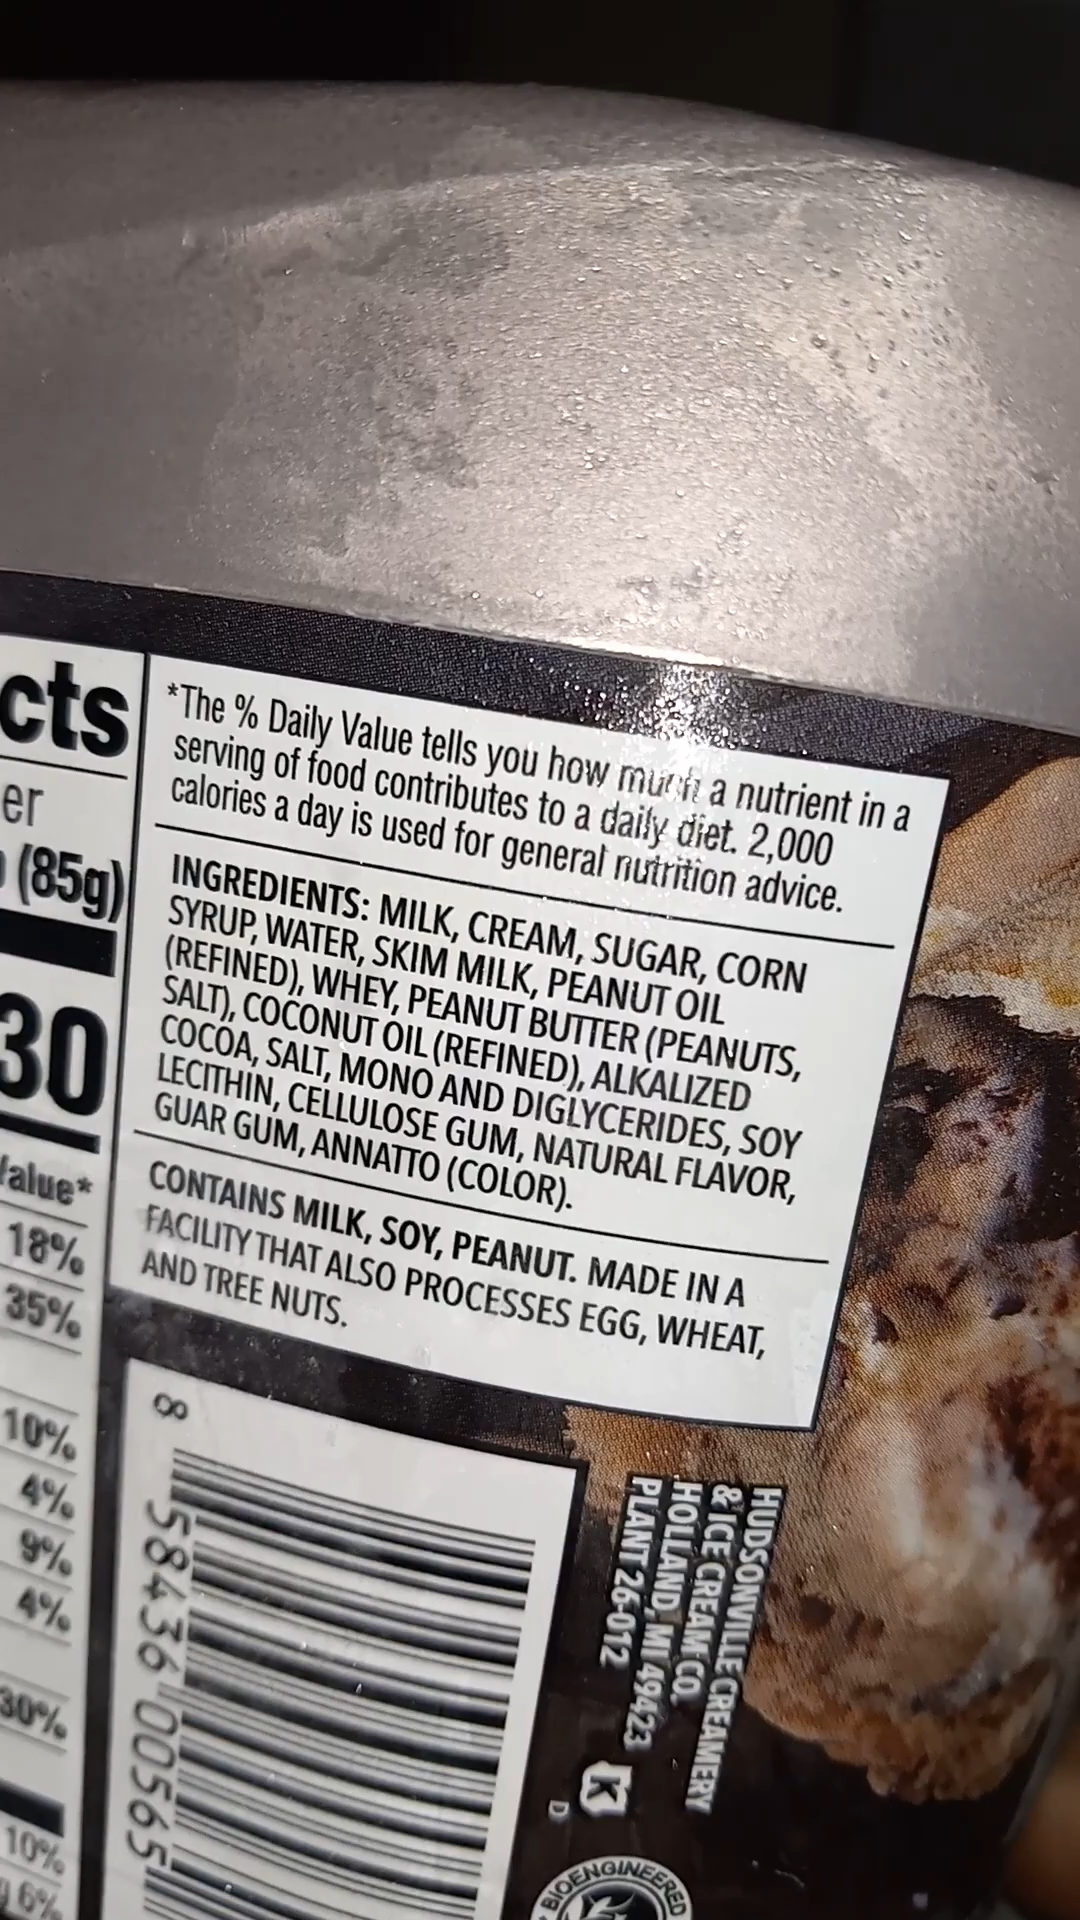 cts
er
(85g)
30
Value*
18%
35%
10%
4%
9%
4%
30%
10%
6%
*The % Daily Value tells you how much a nutrient in a
serving of food contributes to a daily diet. 2,000
calories a day is used for general nutrition advice.
INGREDIENTS: MILK, CREAM, SUGAR, CORN
SYRUP, WATER, SKIM MILK, PEANUT OIL
(REFINED), WHEY, PEANUT BUTTER (PEANUTS,
SALT), COCONUT OIL (REFINED), ALKALIZED
COCOA, SALT, MONO AND DIGLYCERIDES, SOY
LECITHIN, CELLULOSE GUM, NATURAL FLAVOR,
GUAR GUM, ANNATTO (COLOR).
CONTAINS MILK, SOY, PEANUT. MADE IN A
FACILITY THAT ALSO PROCESSES EGG, WHEAT,
AND TREE NUTS.
8 58436 00565
HUDSONVILLE CREAMERY
& ICE CREAM CO.
HOLLAND, MI 49423
PLANT 26-012
K
D
BIOENGINEERED